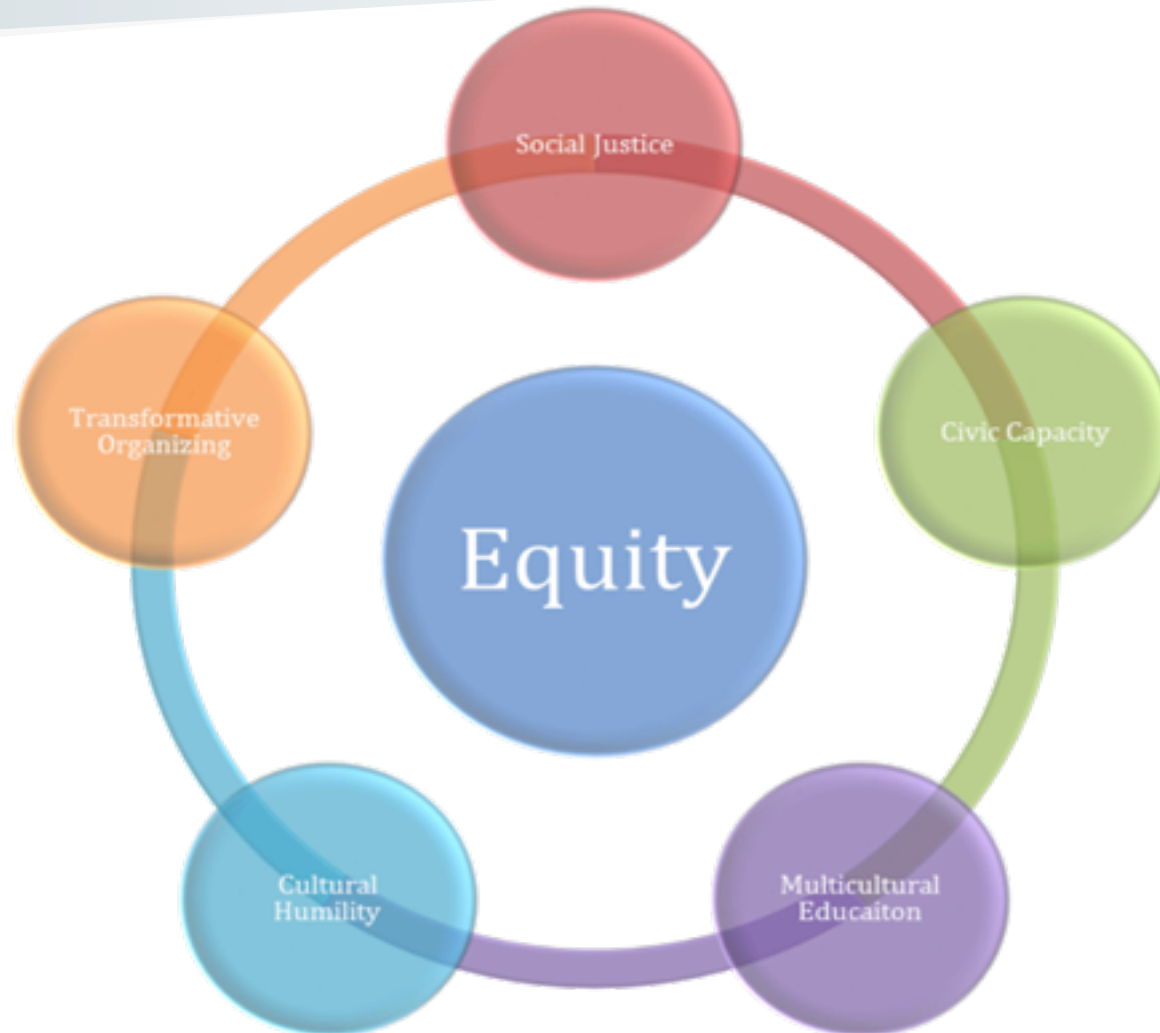 Social Justice
Transformative
Organizing
Civic Capacity
Equity
Cultural
Humility
Multicultural
Educaiton